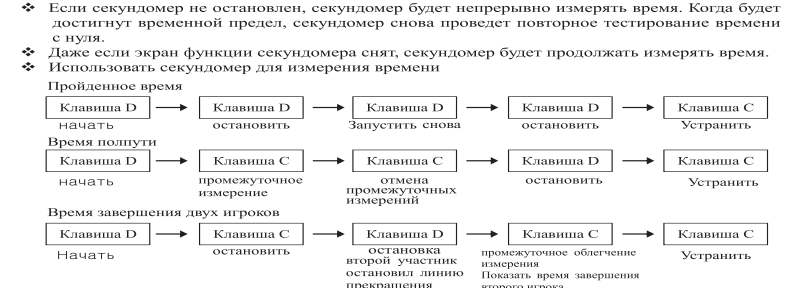 ❖ Если секундомер не остановлен, секундомер будет непрерывно измерять время. Когда будет
достигнут временной предел, секундомер снова проведет повторное тестирование времени
с нуля.
❖ Даже если экран функции секундомера снят, секундомер будет продолжать измерять время.
❖ Использовать секундомер для измерения времени
Пройденное время
Клавиша D → Клавиша D → Клавиша D → Клавиша D → Клавиша C
начать остановить Запустить снова остановить Устранить
Время полпути
Клавиша D → Клавиша C → Клавиша C → Клавиша D → Клавиша C
начать промежуточное отмена остановить Устранить
измерение промежуточных
измерений
Время завершения двух игроков
Клавиша D → Клавиша C → Клавиша D → Клавиша C → Клавиша C
Начать остановить остановка промежуточное облегчение Устранить
второй участник измерения
остановил линию Показать время завершения
прекращения второго игрока